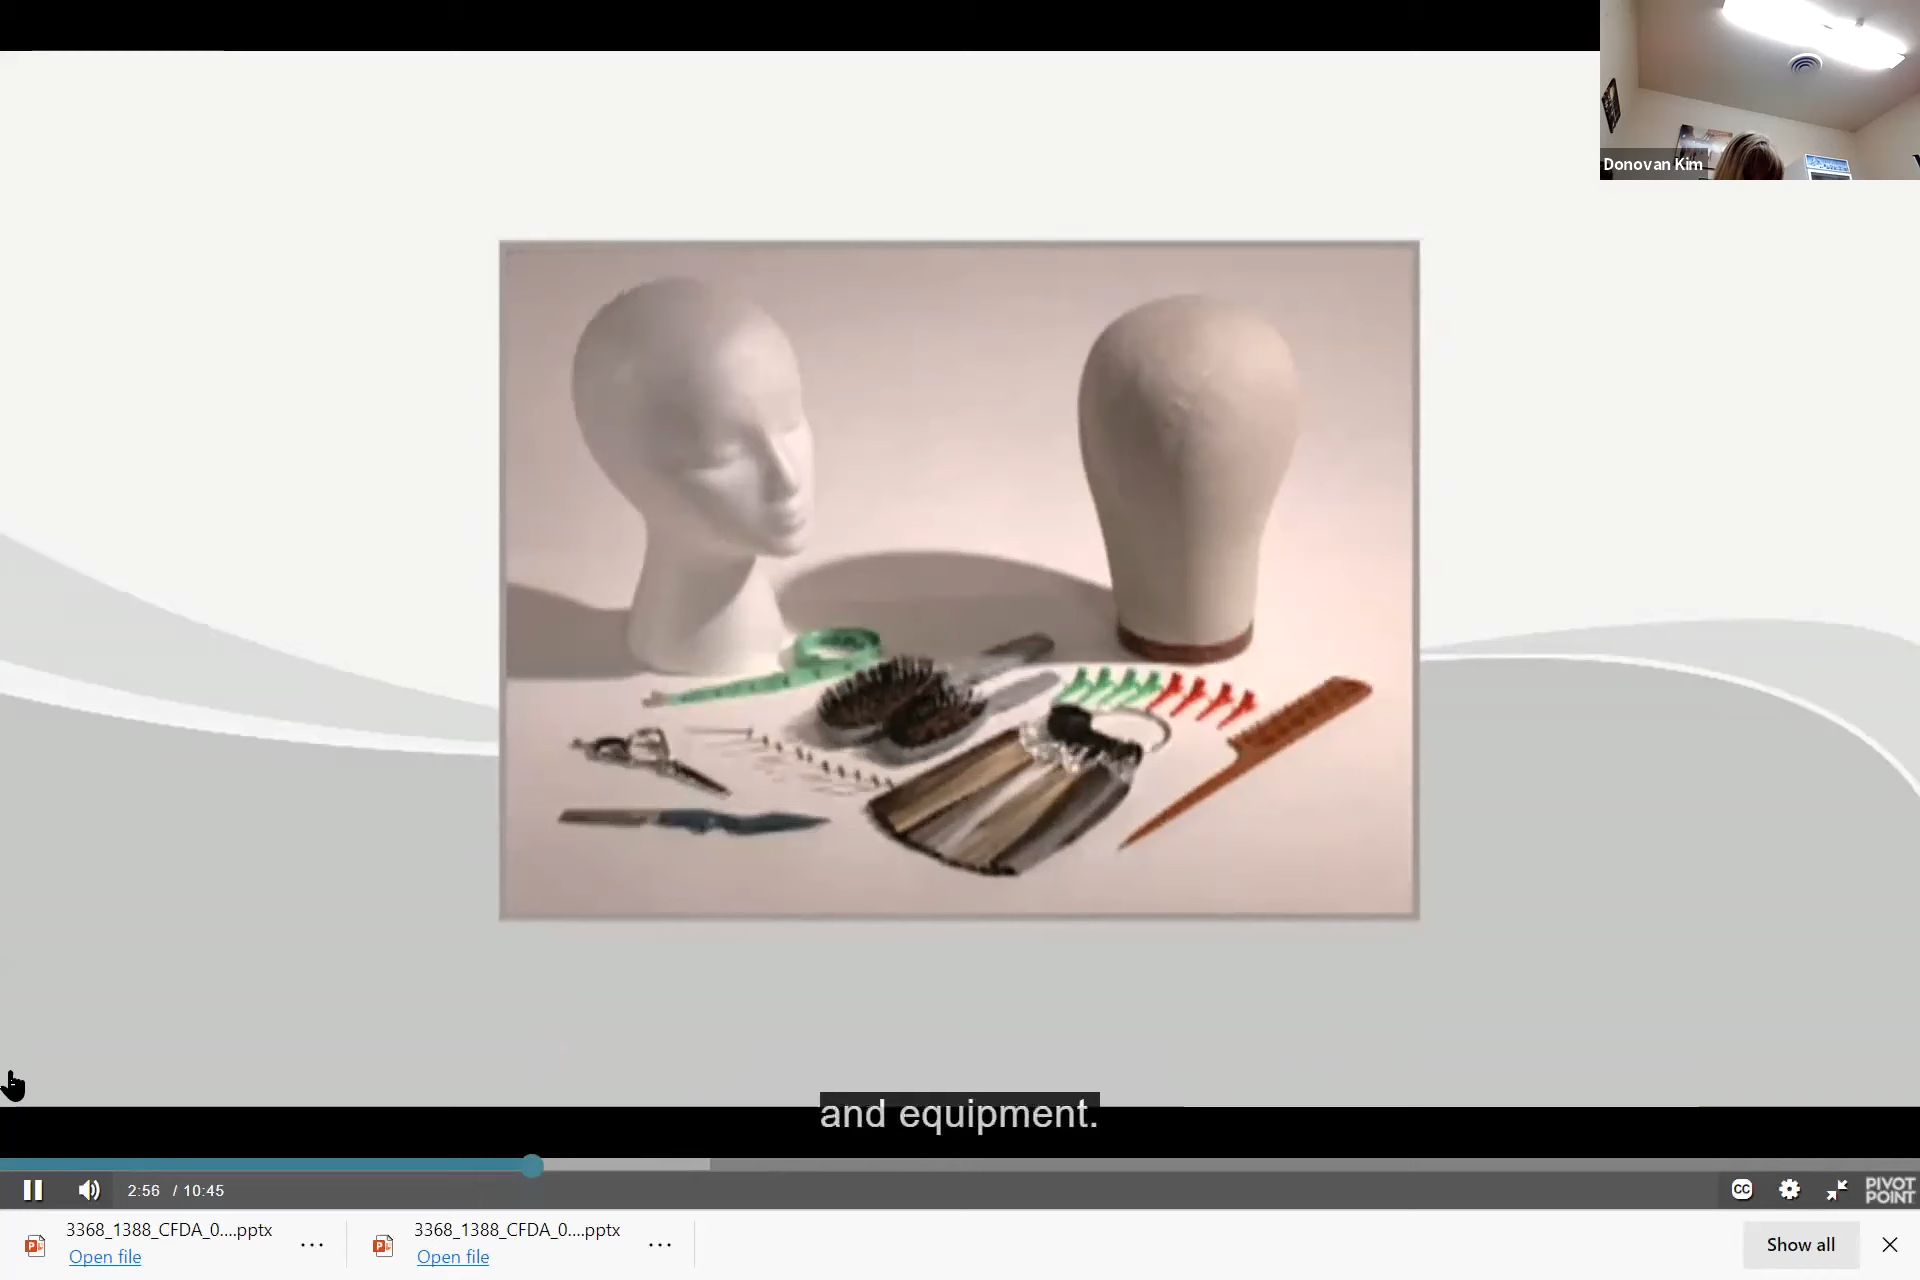 Donovan Kim
and equipment.
2:56 / 10:45
CC
PIVOT
POINT
3368_1388_CFDA_0....pptx
Open file
3368_1388_CFDA_0....pptx
Open file
Show all